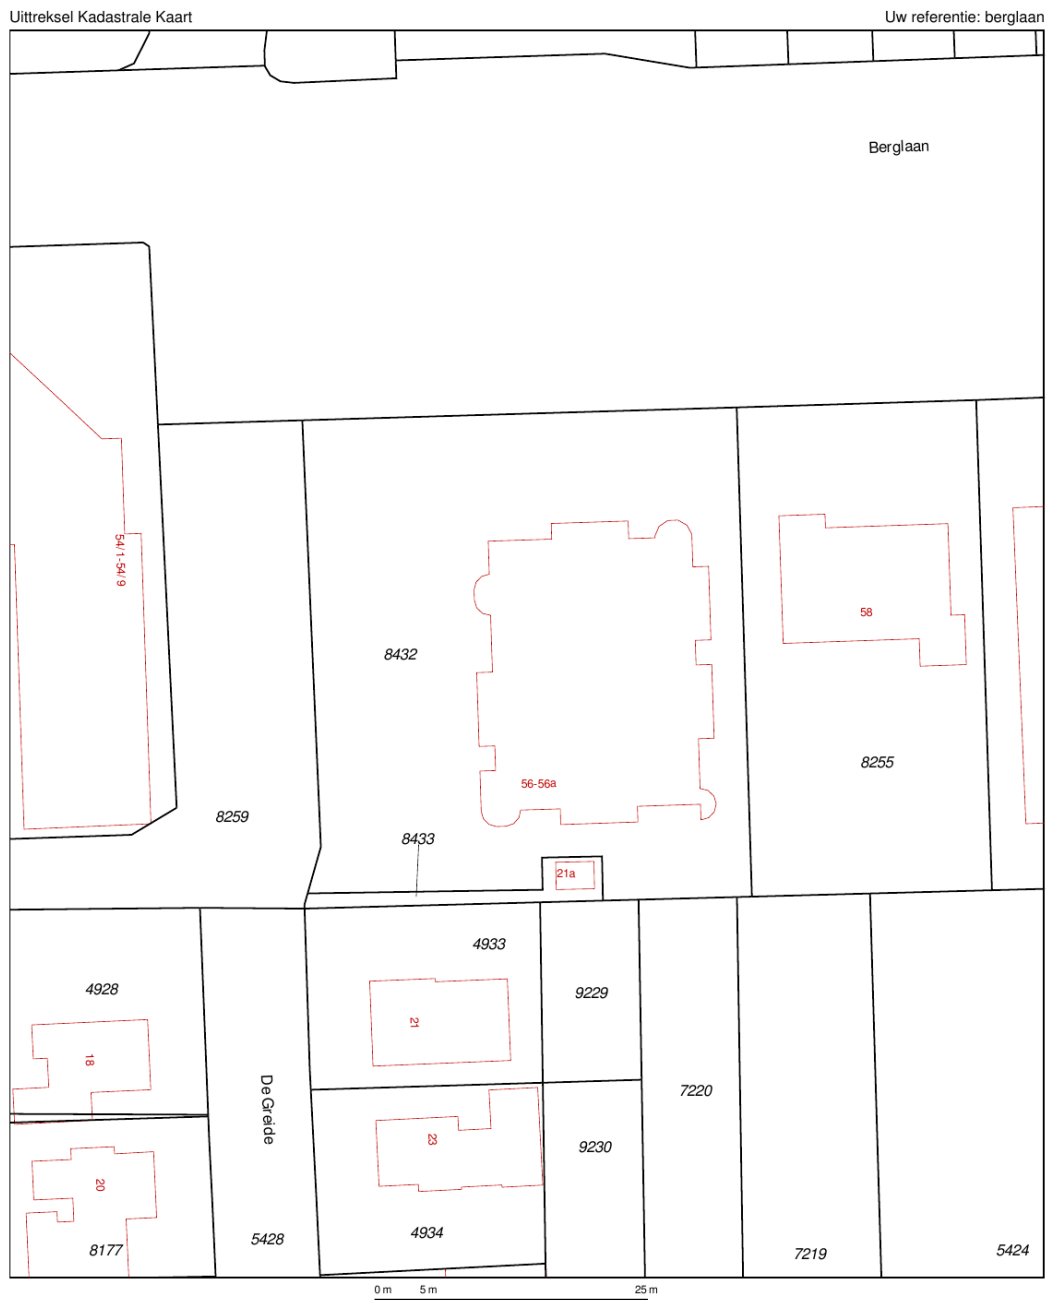 Uittreksel Kadastrale Kaart
Uw referentie: berglaan
Berglaan
54/1-54/9
58
8432
8255
56-56a
8259
8433
21a
4933
4928
9229
21
18
7220
De Greide
23
9230
20
4934
5428
8177
7219
5424
0 m 5 m 25 m